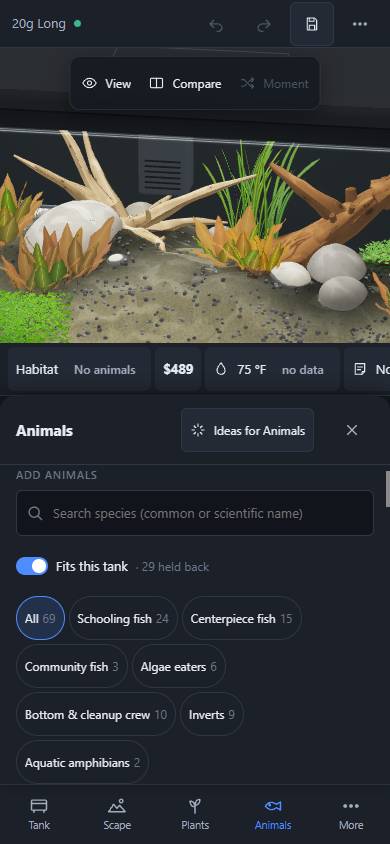 20g Long
View Compare Moment
Habitat No animals $489 75 °F no data
Animals Ideas for Animals
ADD ANIMALS
Search species (common or scientific name)
Fits this tank · 29 held back
All 69 Schooling fish 24 Centerpiece fish 15
Community fish 3 Algae eaters 6
Bottom & cleanup crew 10 Inverts 9
Aquatic amphibians 2
Tank Scape Plants Animals More